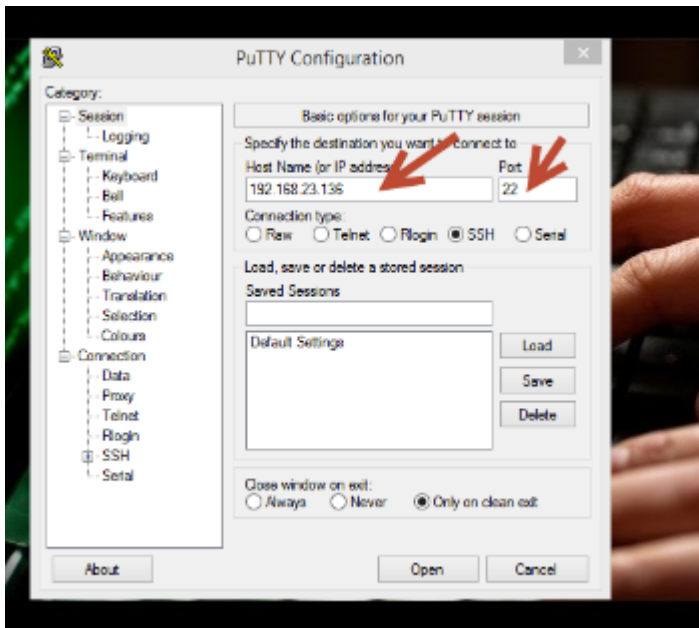 PuTTY Configuration
Category:
Session
Logging
Terminal
Keyboard
Bell
Features
Window
Appearance
Behaviour
Translation
Selection
Colours
Connection
Data
Proxy
Telnet
Rlogin
SSH
Serial
Basic options for your PuTTY session
Specify the destination you want to connect to
Host Name (or IP address) Port
192.168.23.136 22
Connection type:
Raw Telnet Rlogin SSH Serial
Load, save or delete a stored session
Saved Sessions
Default Settings
Load
Save
Delete
Close window on exit:
Always Never Only on clean exit
About Open Cancel